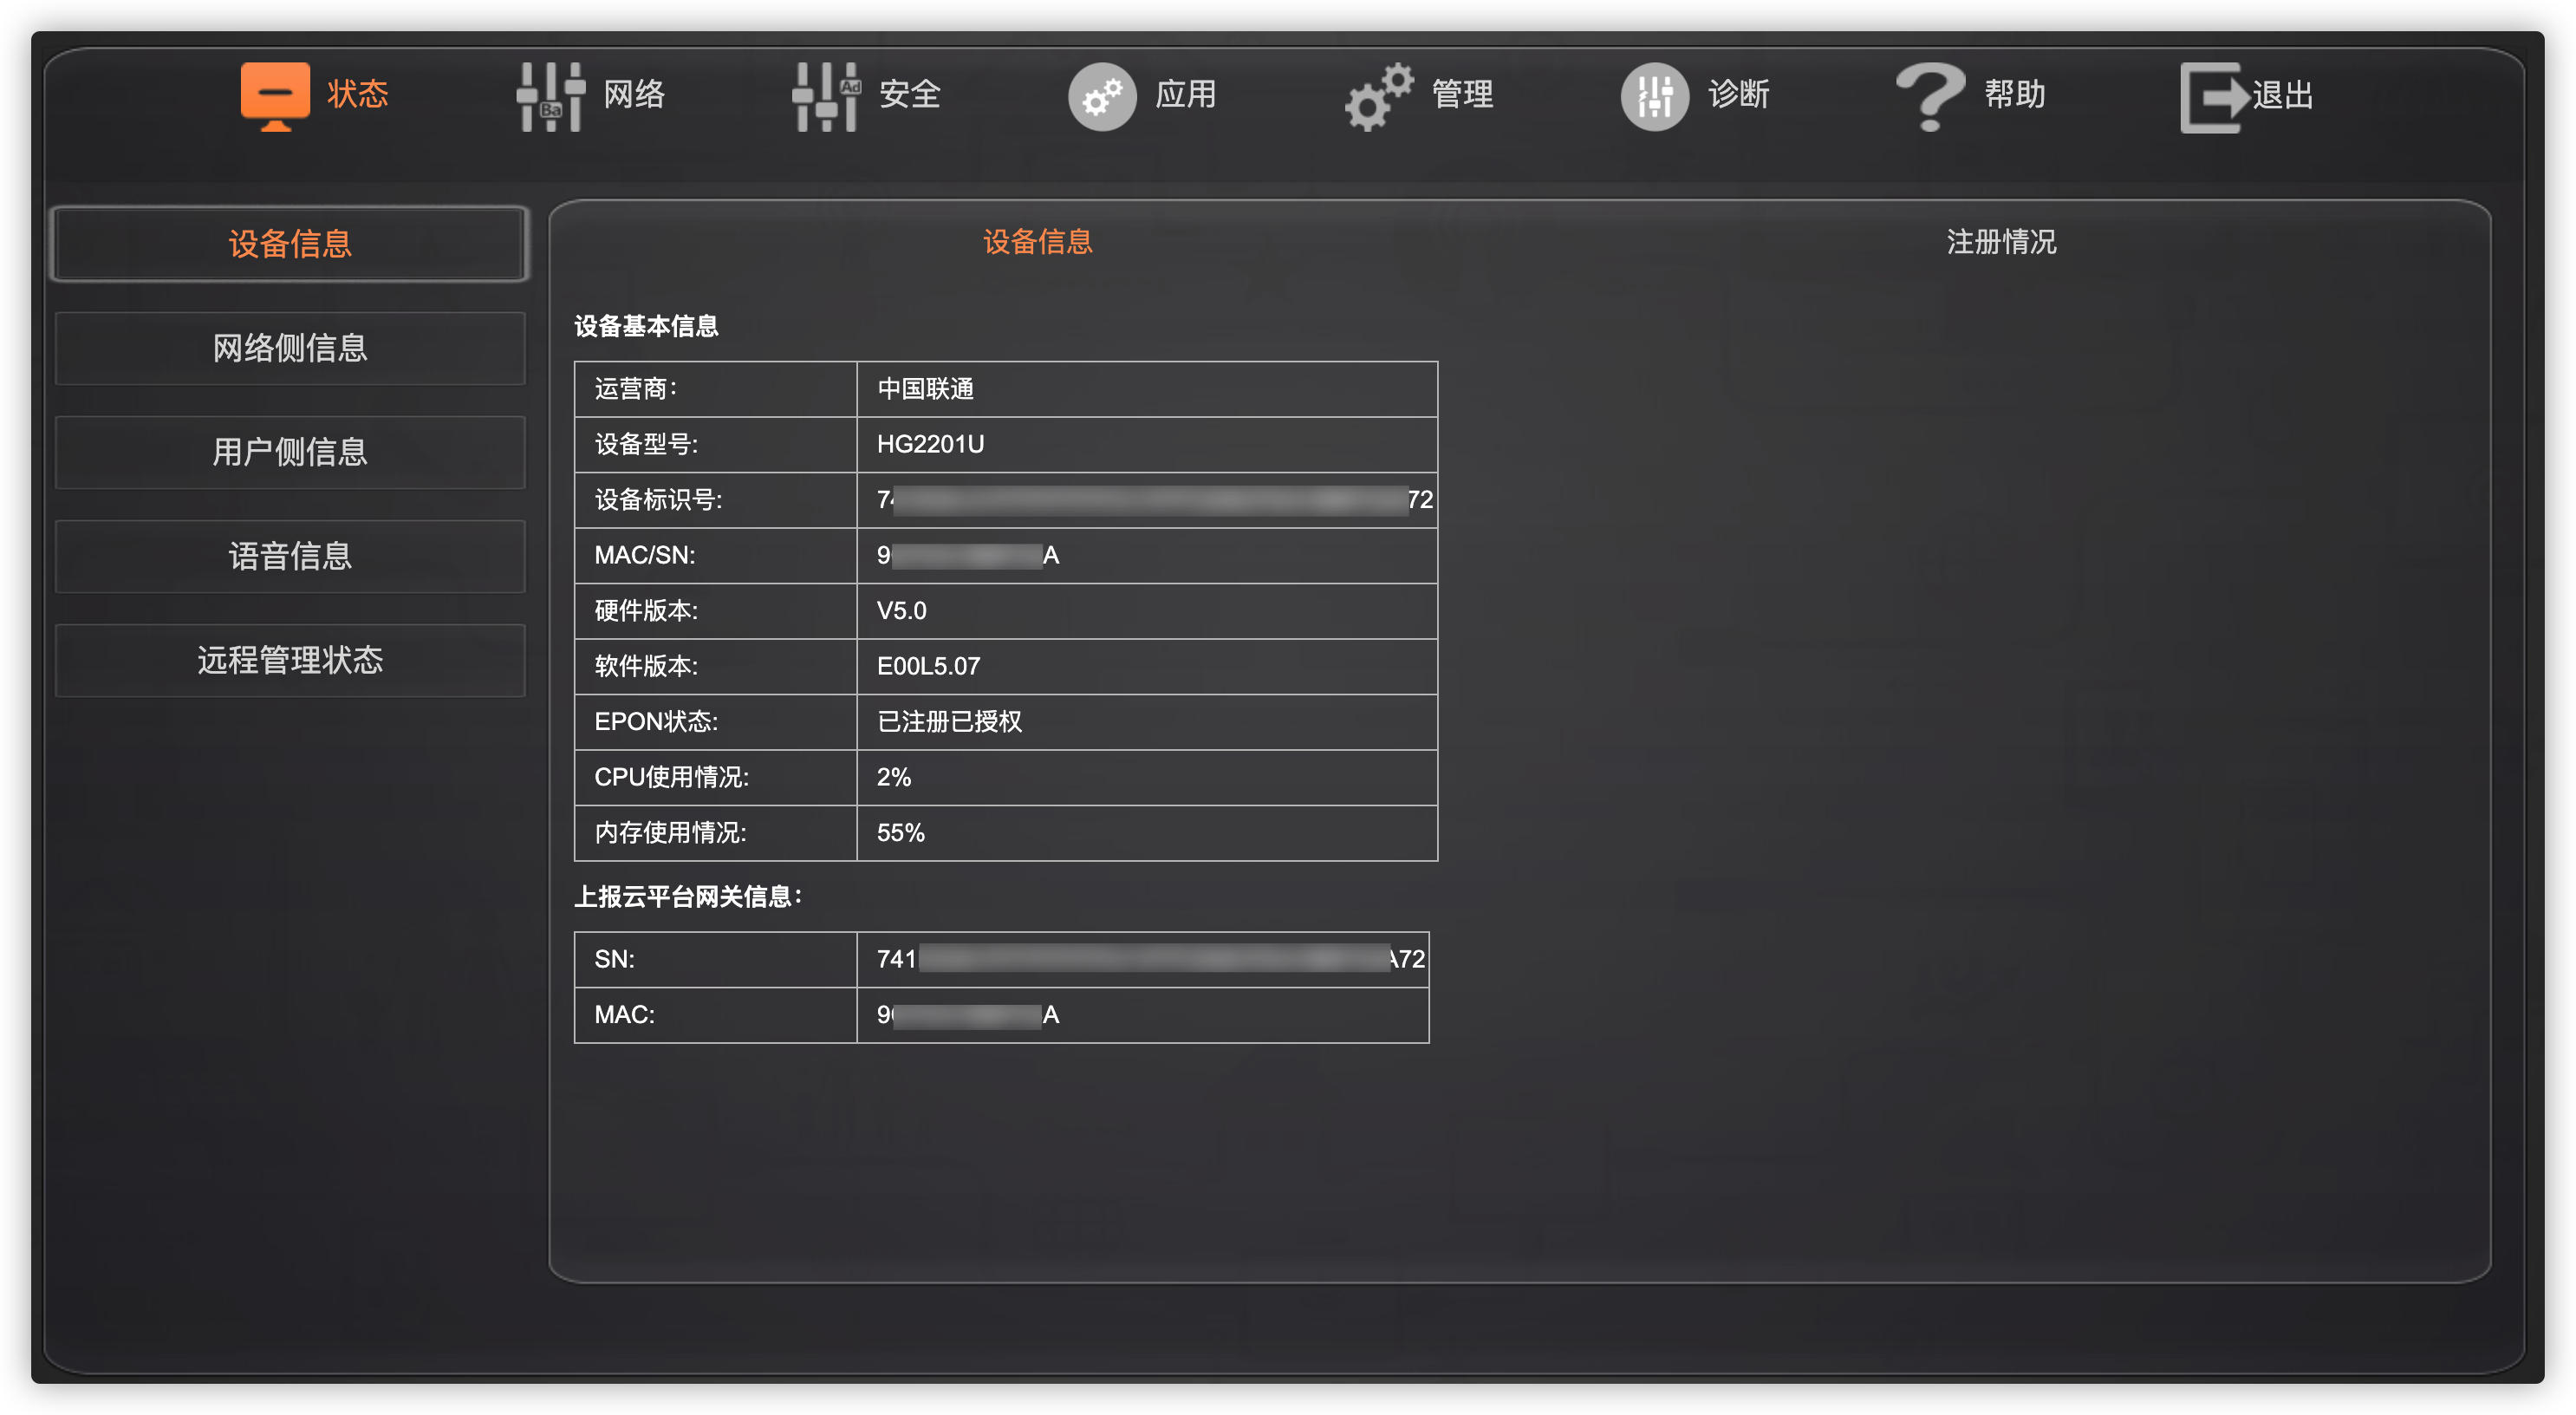 状态 网络 安全 应用 管理 诊断 帮助 退出
设备信息
网络侧信息
用户侧信息
语音信息
远程管理状态
设备信息 注册情况
设备基本信息
运营商： 中国联通
设备型号: HG2201U
设备标识号: 7 72
MAC/SN: 9 A
硬件版本: V5.0
软件版本: E00L5.07
EPON状态: 已注册已授权
CPU使用情况: 2%
内存使用情况: 55%
上报云平台网关信息：
SN: 741 A72
MAC: 9 A